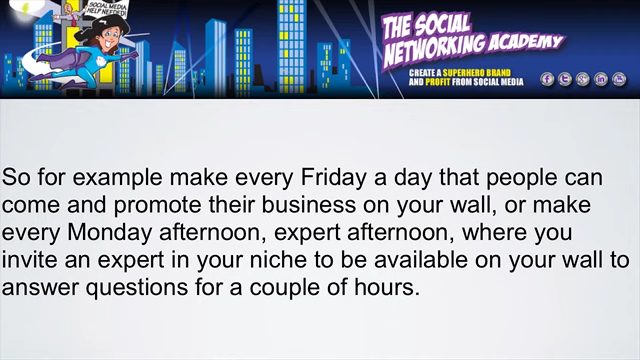 SOCIAL MEDIA
HELP NEEDED!
THE SOCIAL
NETWORKING ACADEMY
CREATE A SUPERHERO BRAND
AND PROFIT FROM SOCIAL MEDIA
So for example make every Friday a day that people can
come and promote their business on your wall, or make
every Monday afternoon, expert afternoon, where you
invite an expert in your niche to be available on your wall to
answer questions for a couple of hours.